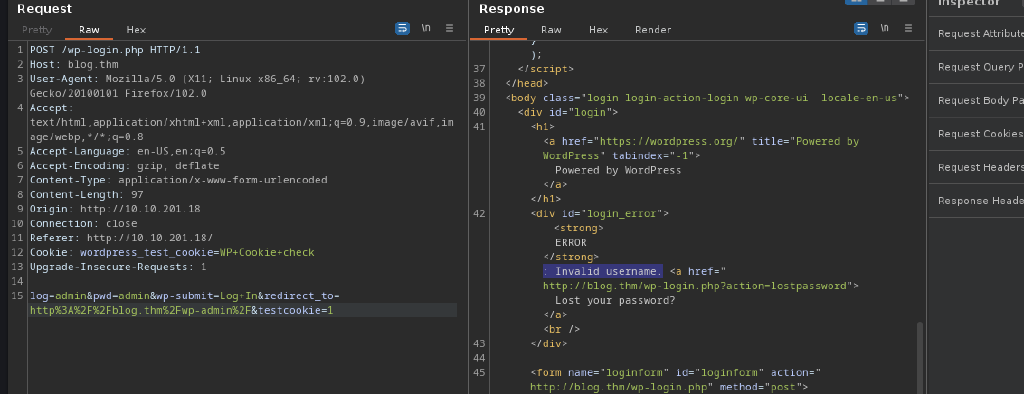 Request
Pretty Raw Hex \n
1 POST /wp-login.php HTTP/1.1
2 Host: blog.thm
3 User-Agent: Mozilla/5.0 (X11; Linux x86_64; rv:102.0)
Gecko/20100101 Firefox/102.0
4 Accept:
text/html,application/xhtml+xml,application/xml;q=0.9,image/avif,im
age/webp,*/*;q=0.8
5 Accept-Language: en-US,en;q=0.5
6 Accept-Encoding: gzip, deflate
7 Content-Type: application/x-www-form-urlencoded
8 Content-Length: 97
9 Origin: http://10.10.201.18
10 Connection: close
11 Referer: http://10.10.201.18/
12 Cookie: wordpress_test_cookie=WP+Cookie+check
13 Upgrade-Insecure-Requests: 1
14
15 log=admin&pwd=admin&wp-submit=Log+In&redirect_to=
http%3A%2F%2Fblog.thm%2Fwp-admin%2F&testcookie=1
Response
Pretty Raw Hex Render \n
);
37 </script>
38 </head>
39 <body class="login login-action-login wp-core-ui locale-en-us">
40 <div id="login">
41 <h1>
<a href="https://wordpress.org/" title="Powered by
WordPress" tabindex="-1">
Powered by WordPress
</a>
</h1>
42 <div id="login_error">
<strong>
ERROR
</strong>
: Invalid username. <a href="
http://blog.thm/wp-login.php?action=lostpassword">
Lost your password?
</a>
<br />
43 </div>
44
45 <form name="loginform" id="loginform" action="
http://blog.thm/wp-login.php" method="post">
Inspector
Request Attribute
Request Query P
Request Body Pa
Request Cookies
Request Headers
Response Heade